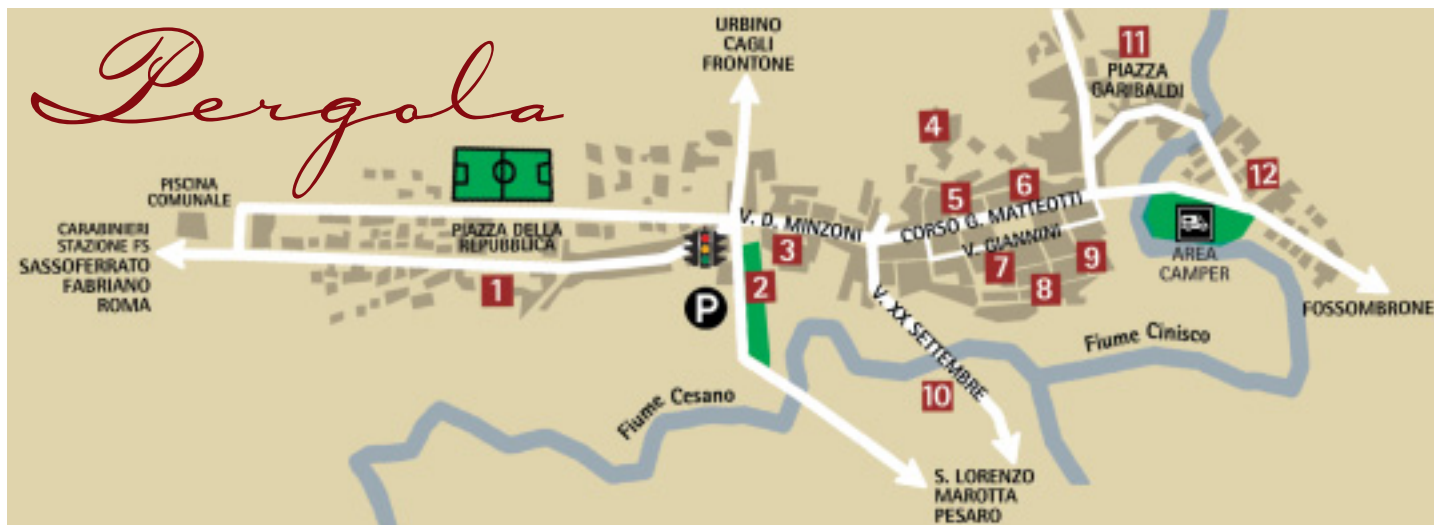 Pergola
URBINO
CAGLI
FRONTONE
11
PIAZZA
GARIBALDI
4
12
5
6
PISCINA
COMUNALE
V. D. MINZONI
CORSO G. MATTEOTTI
CARABINIERI
STAZIONE FS
SASSOFERRATO
FABRIANO
ROMA
PIAZZA DELLA
REPUBBLICA
3
V. GIANNINI
7
9
8
AREA
CAMPER
1
2
P
V. XX SETTEMBRE
FOSSOMBRONE
Fiume Cinisco
Fiume Cesano
10
S. LORENZO
MAROTTA
PESARO